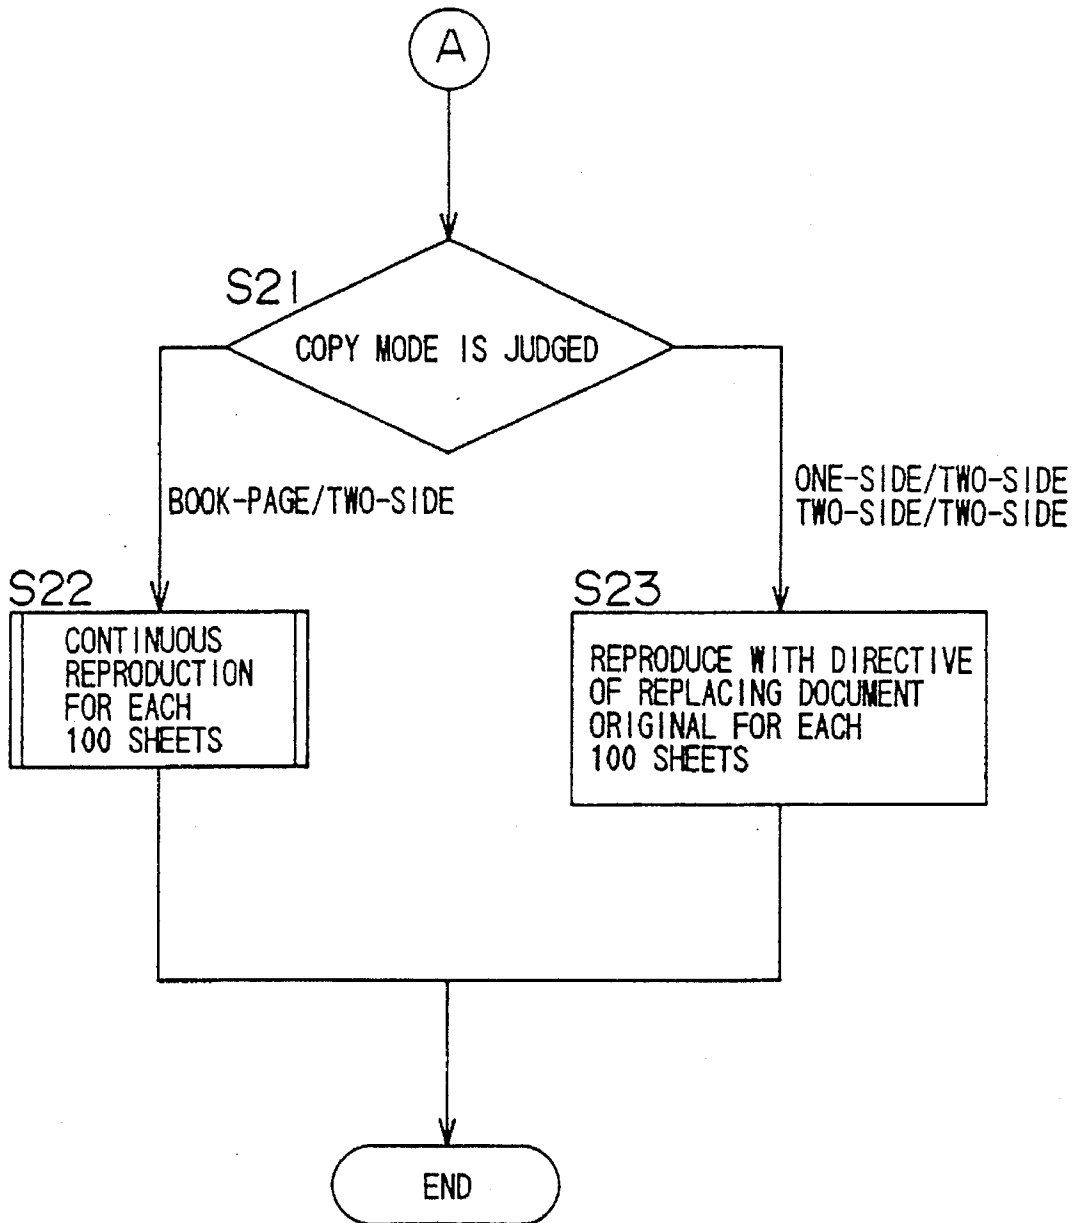 A
S21
COPY MODE IS JUDGED
BOOK-PAGE/TWO-SIDE
ONE-SIDE/TWO-SIDE
TWO-SIDE/TWO-SIDE
S22
CONTINUOUS
REPRODUCTION
FOR EACH
100 SHEETS
S23
REPRODUCE WITH DIRECTIVE
OF REPLACING DOCUMENT
ORIGINAL FOR EACH
100 SHEETS
END